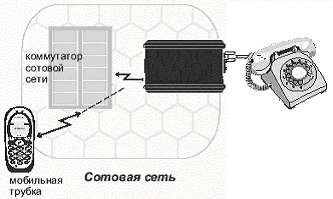 коммутатор
сотовой
сети
мобильная
трубка
Сотовая сеть